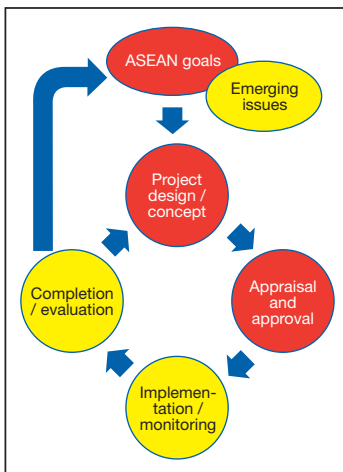 ASEAN goals
Emerging
issues
Project
design /
concept
Appraisal
and
approval
Implemen-
tation /
monitoring
Completion
/ evaluation